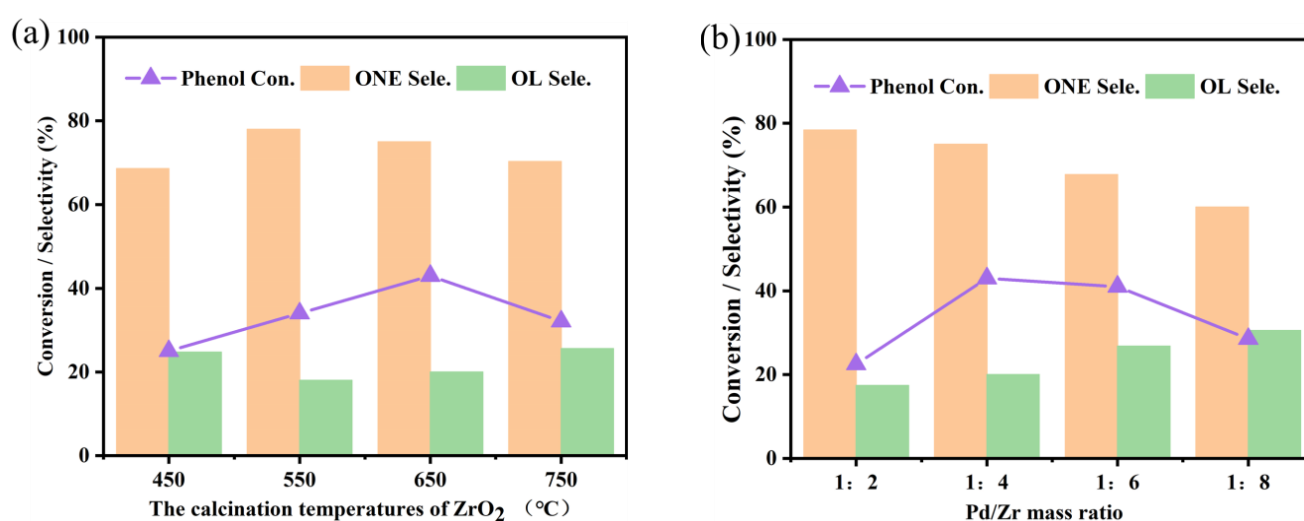 (a)
100
80
60
40
20
0
Conversion / Selectivity (%)
Phenol Con. ONE Sele. OL Sele.
450 550 650 750
The calcination temperatures of ZrO₂ （°C）
(b)
100
80
60
40
20
0
Conversion / Selectivity (%)
Phenol Con. ONE Sele. OL Sele.
1：2 1：4 1：6 1：8
Pd/Zr mass ratio